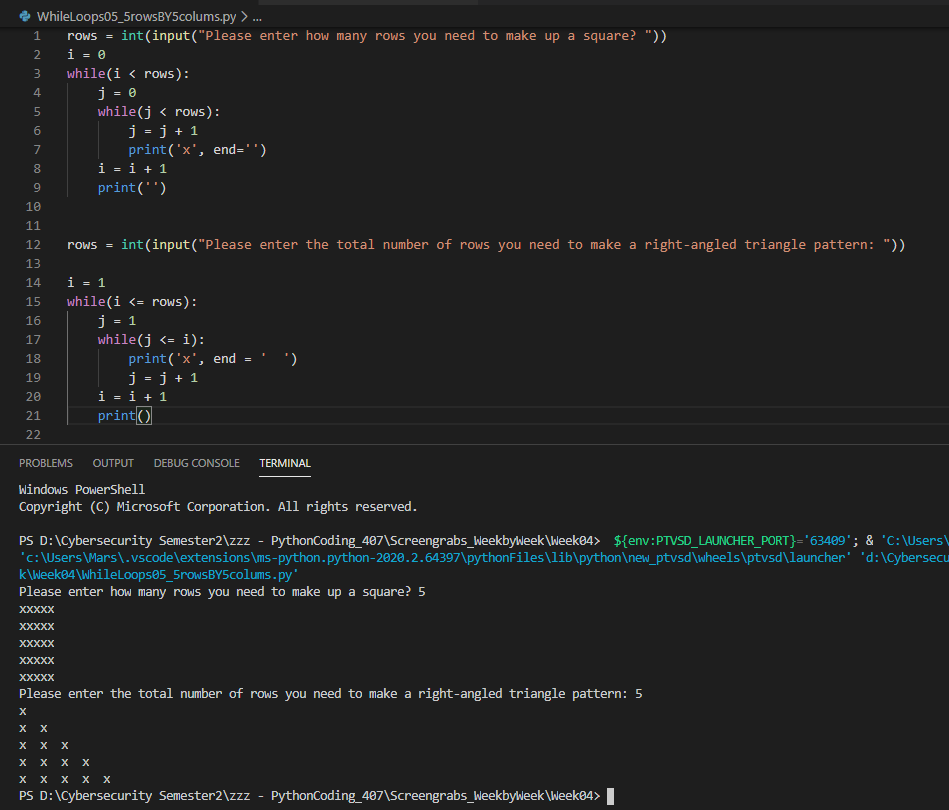 WhileLoops05_5rowsBY5colums.py > ...
1 rows = int(input("Please enter how many rows you need to make up a square? "))
2 i = 0
3 while(i < rows):
4     j = 0
5     while(j < rows):
6         j = j + 1
7         print('x', end='')
8     i = i + 1
9     print('')
10
11
12 rows = int(input("Please enter the total number of rows you need to make a right-angled triangle pattern: "))
13
14 i = 1
15 while(i <= rows):
16     j = 1
17     while(j <= i):
18         print('x', end = '  ')
19         j = j + 1
20     i = i + 1
21     print()
22
PROBLEMS OUTPUT DEBUG CONSOLE TERMINAL
Windows PowerShell
Copyright (C) Microsoft Corporation. All rights reserved.
PS D:\Cybersecurity Semester2\zzz - PythonCoding_407\Screengrabs_WeekbyWeek\Week04>  ${env:PTVSD_LAUNCHER_PORT}='63409'; & 'C:\Users\
'c:\Users\Mars\.vscode\extensions\ms-python.python-2020.2.64397\pythonFiles\lib\python\new_ptvsd\wheels\ptvsd\launcher' 'd:\Cybersecu
k\Week04\WhileLoops05_5rowsBY5colums.py'
Please enter how many rows you need to make up a square? 5
xxxxx
xxxxx
xxxxx
xxxxx
xxxxx
Please enter the total number of rows you need to make a right-angled triangle pattern: 5
x
x  x
x  x  x
x  x  x  x
x  x  x  x  x
PS D:\Cybersecurity Semester2\zzz - PythonCoding_407\Screengrabs_WeekbyWeek\Week04>